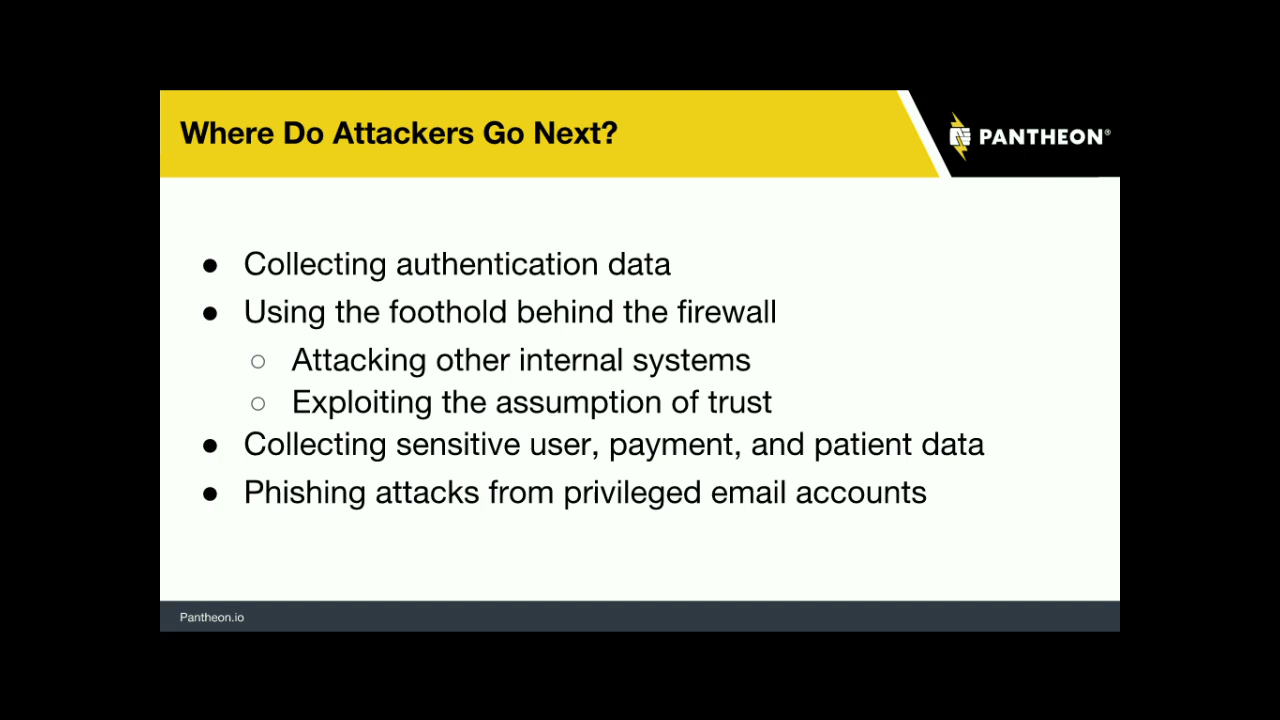 Where Do Attackers Go Next?
PANTHEON®
● Collecting authentication data
● Using the foothold behind the firewall
○ Attacking other internal systems
○ Exploiting the assumption of trust
● Collecting sensitive user, payment, and patient data
● Phishing attacks from privileged email accounts
Pantheon.io